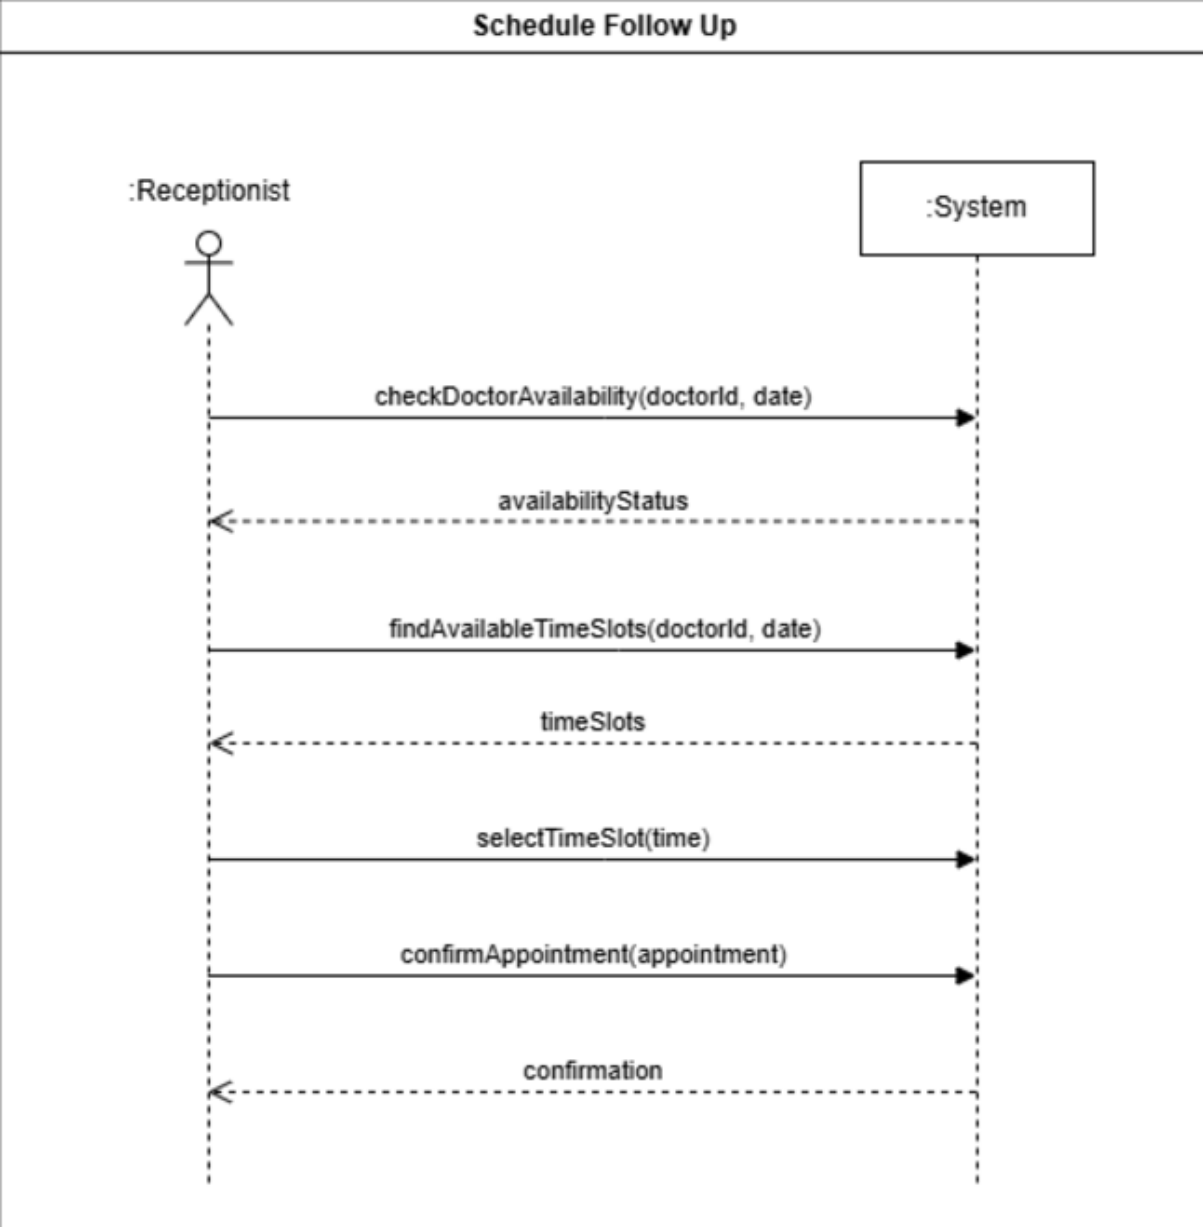 Schedule Follow Up
:Receptionist
:System
checkDoctorAvailability(doctorId, date)
availabilityStatus
findAvailableTimeSlots(doctorId, date)
timeSlots
selectTimeSlot(time)
confirmAppointment(appointment)
confirmation